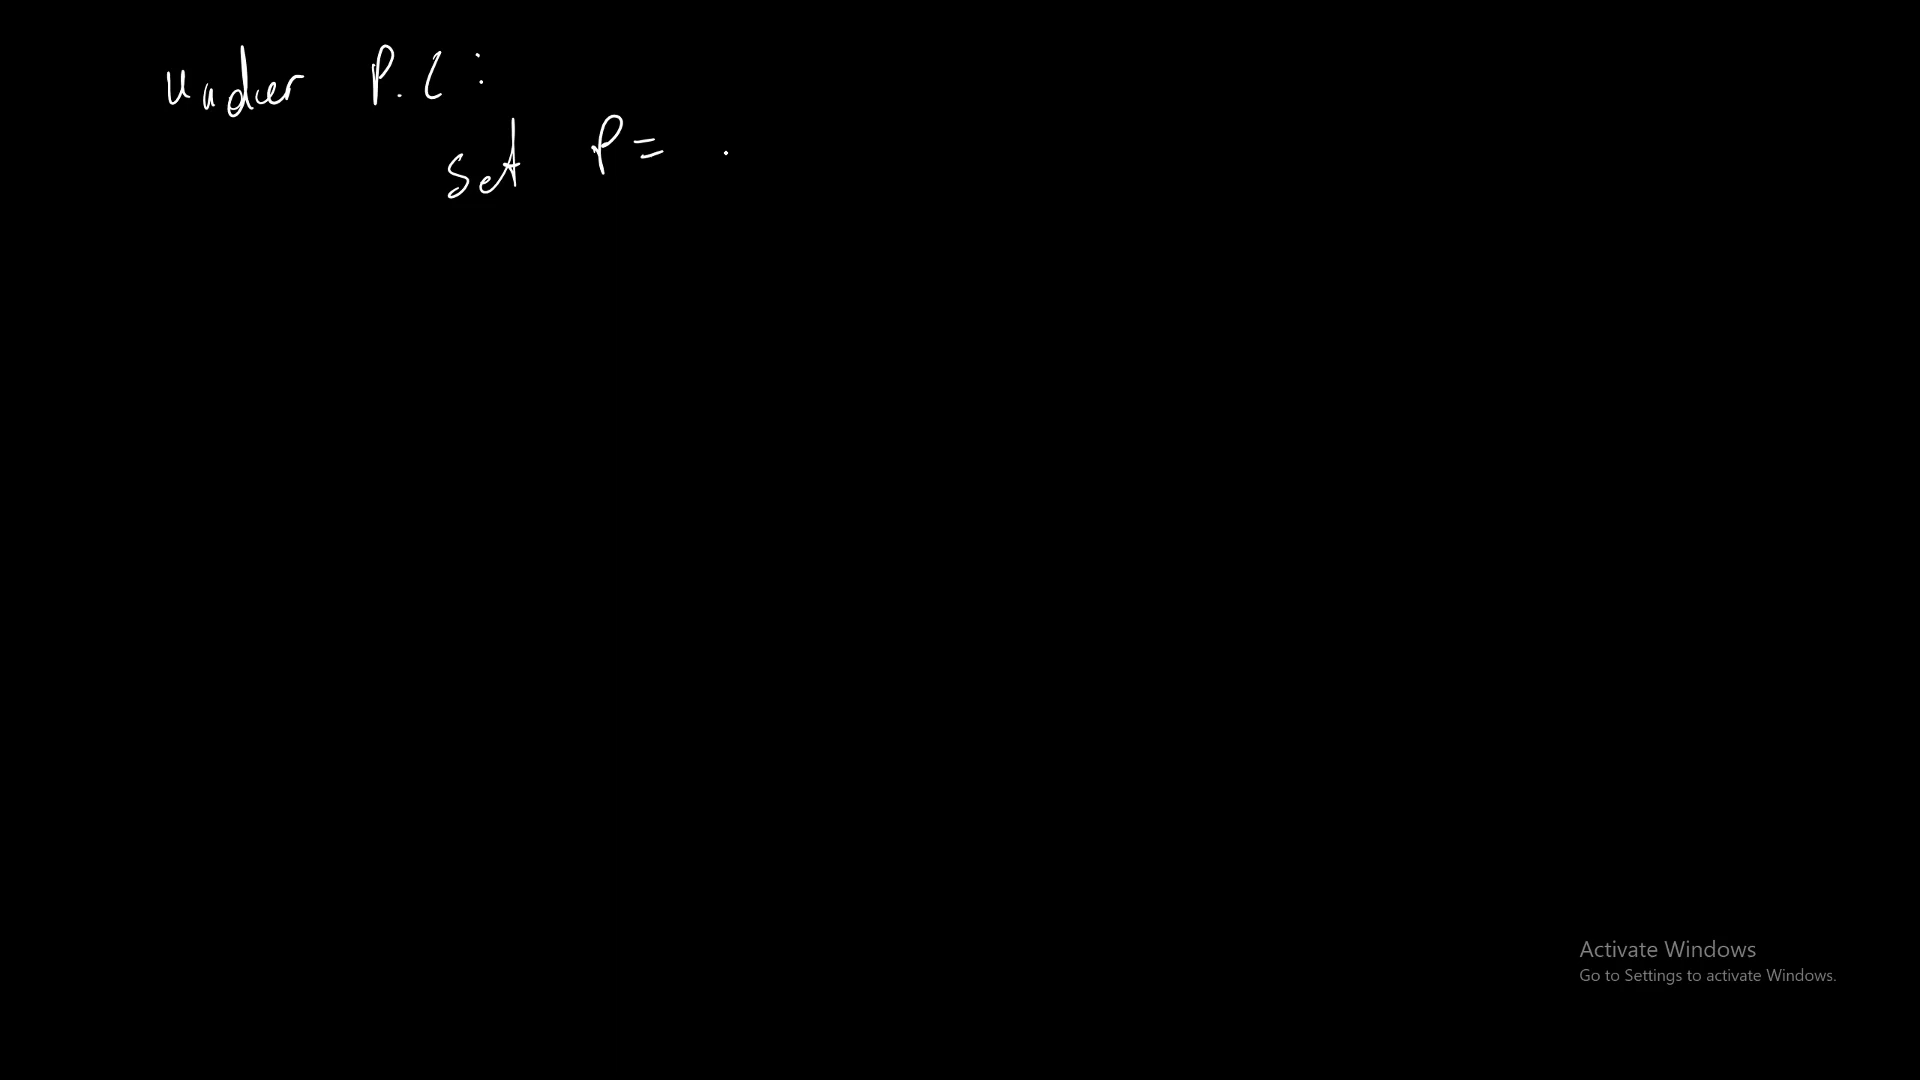 under P.C:
set P= .
Activate Windows
Go to Settings to activate Windows.